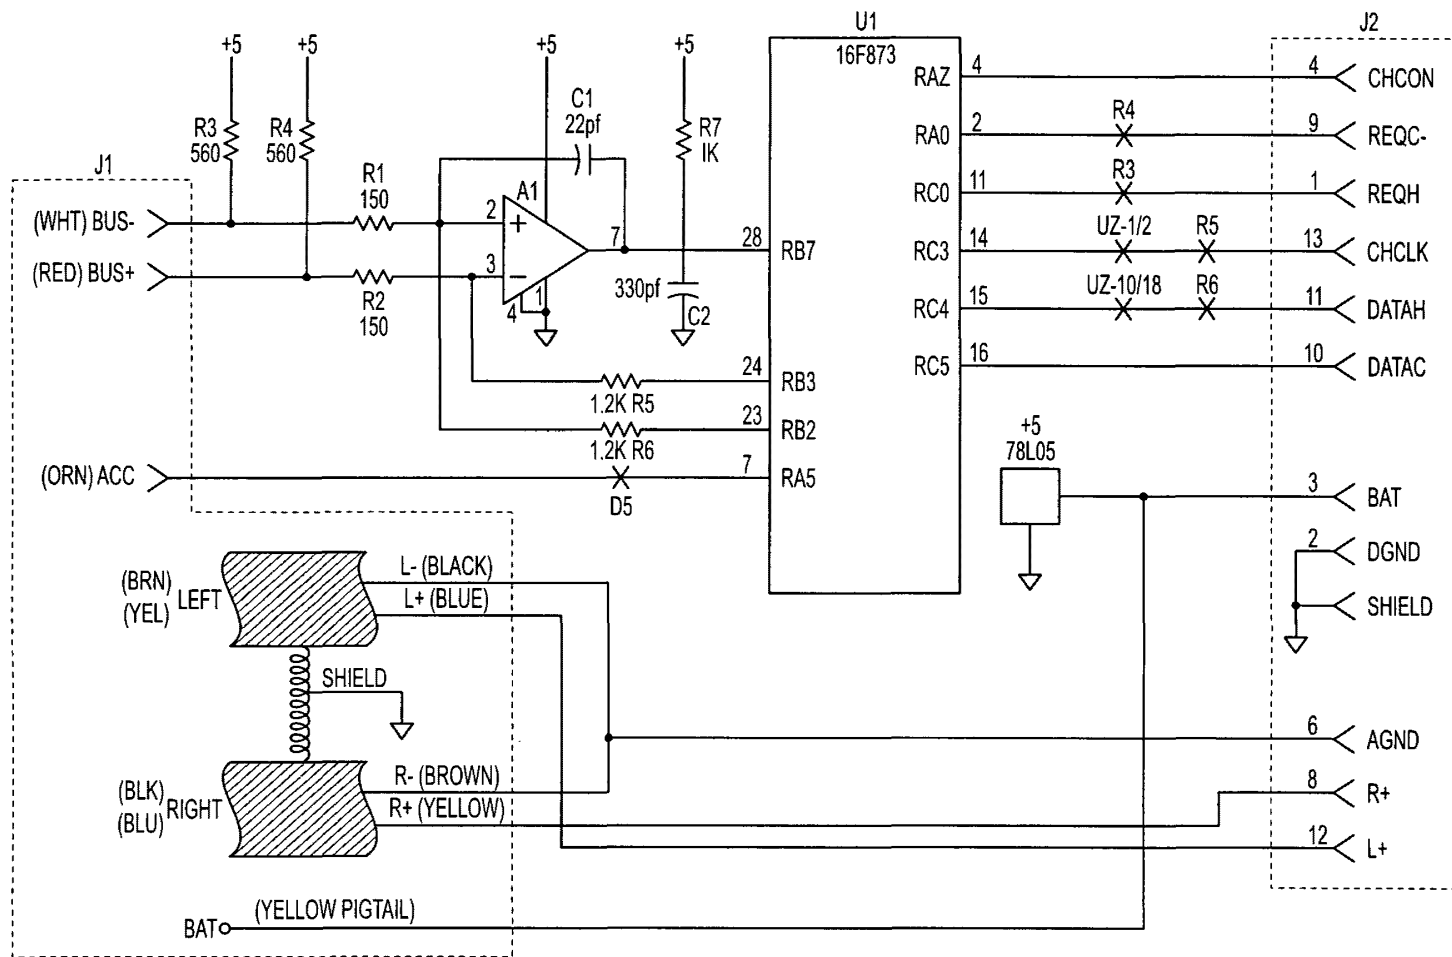 U1
J2
+5
+5
+5
+5
16F873
C1
22pf
R3
560
R4
560
R7
IK
J1
R1
150
A1
(WHT) BUS-
2
+
7
28
RB7
(RED) BUS+
3
−
R2
150
4
1
330pf
C2
24
RB3
1.2K R5
23
RB2
1.2K R6
(ORN) ACC
7
RA5
D5
RAZ
4
4
CHCON
RA0
2
R4
9
REQC-
RC0
11
R3
1
REQH
RC3
14
UZ-1/2
R5
13
CHCLK
RC4
15
UZ-10/18
R6
11
DATAH
RC5
16
10
DATAC
+5
78L05
3
BAT
2
DGND
SHIELD
(BRN)
(YEL)
LEFT
L- (BLACK)
L+ (BLUE)
SHIELD
6
AGND
(BLK)
(BLU)
RIGHT
R- (BROWN)
R+ (YELLOW)
8
R+
12
L+
BAT
(YELLOW PIGTAIL)